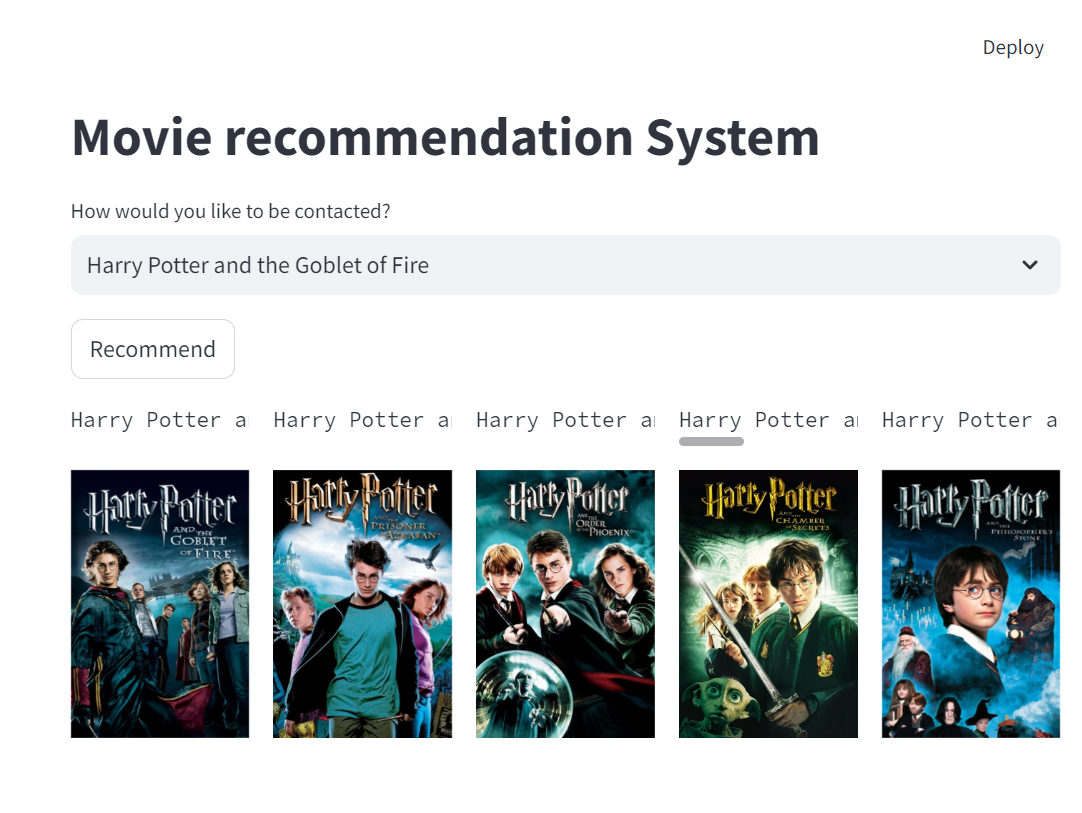 Deploy
Movie recommendation System
How would you like to be contacted?
Harry Potter and the Goblet of Fire
Recommend
Harry Potter a Harry Potter a Harry Potter a Harry Potter a Harry Potter a
Harry Potter
AND THE
GOBLET
OF FIRE
Harry Potter
AND THE
PRISONER
OF AZKABAN
Harry Potter
AND THE
ORDER
OF THE
PHOENIX
Harry Potter
AND THE
CHAMBER
OF SECRETS
Harry Potter
AND THE
PHILOSOPHER'S
STONE